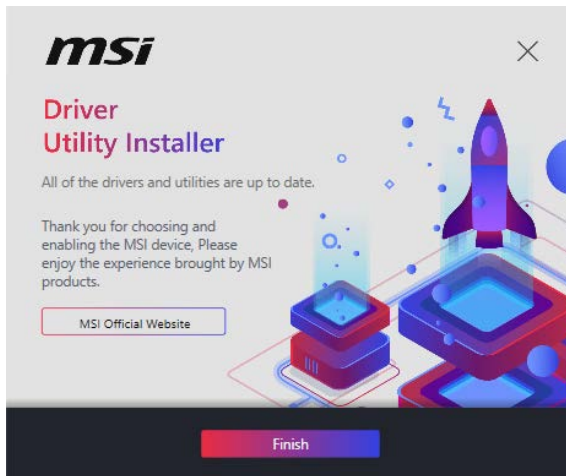 msi
Driver
Utility Installer
All of the drivers and utilities are up to date.
Thank you for choosing and
enabling the MSI device, Please
enjoy the experience brought by MSI
products.
MSI Official Website
Finish